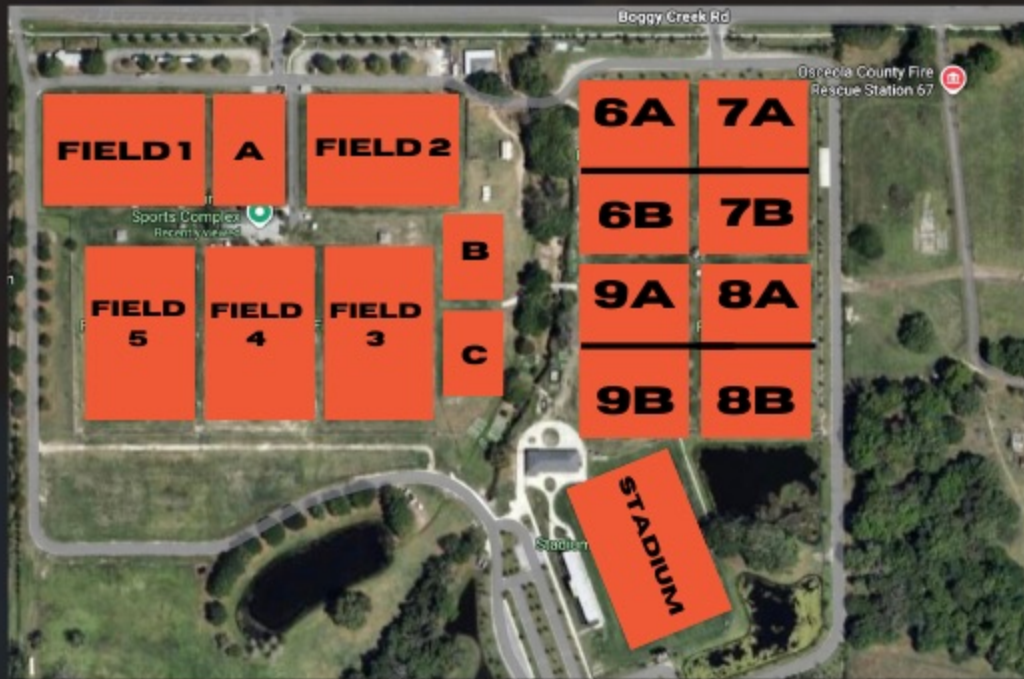 Boggy Creek Rd
Osceola County Fire
Rescue Station 67
FIELD 1
A
FIELD 2
6A
7A
6B
7B
Sports Complex
Recently viewed
B
C
FIELD
5
FIELD
4
FIELD
3
9A
8A
9B
8B
STADIUM
Stadium